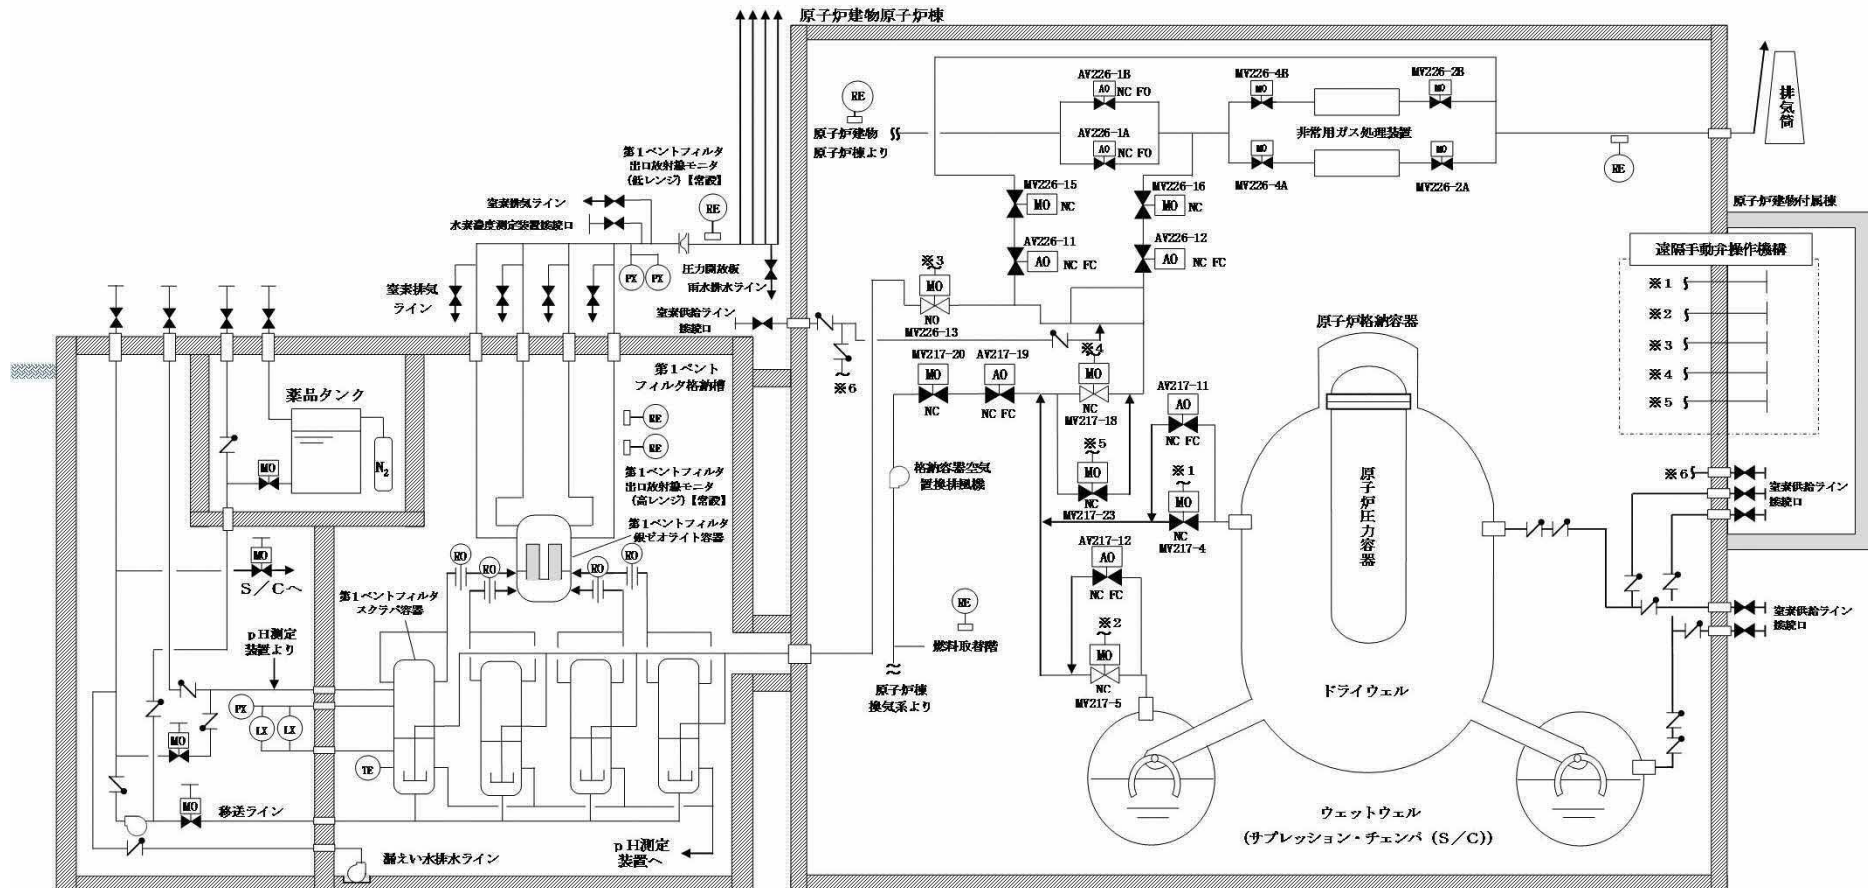 原子炉建物原子炉棟
AV226-1B
AO
NC FO
MV226-4B
MO
MV226-2B
MO
RE
原子炉建物
原子炉棟より
AV226-1A
AO
NC FO
非常用ガス処理装置
MO
MV226-4A
MO
MV226-2A
RE
排気筒
第1ベントフィルタ
出口放射線モニタ
(低レンジ)【常設】
RE
窒素排気ライン
水素濃度測定装置接続口
PX
PX
圧力開放板
雨水排水ライン
窒素排気
ライン
窒素供給ライン
接続口
※6
MV226-15
MO
NC
MV226-16
MO
NC
AV226-11
AO
NC FC
AV226-12
AO
NC FC
※3
MO
NO
MV226-13
原子炉建物付属棟
遠隔手動弁操作機構
※1
※2
※3
※4
※5
※6
窒素供給ライン
接続口
窒素供給ライン
接続口
MV217-20
MO
NC
AV217-19
AO
NC FC
※4
MO
NC
MV217-18
※5
MO
NC
MV217-23
AV217-11
AO
NC FC
※1
MO
NC
MV217-4
AV217-12
AO
NC FC
※2
MO
NC
MV217-5
格納容器空気
置換排風機
RE
燃料取替階
原子炉棟
換気系より
原子炉格納容器
原子炉圧力容器
ドライウェル
ウェットウェル
(サプレッション・チェンバ(S/C))
第1ベント
フィルタ格納槽
RE
RE
第1ベントフィルタ
出口放射線モニタ
(高レンジ)【常設】
第1ベントフィルタ
銀ゼオライト容器
薬品タンク
MO
N2
MO
S/Cへ
RO
RO
RO
RO
第1ベントフィルタ
スクラバ容器
pH測定
装置より
PX
LX
LX
MO
TE
MO
移送ライン
漏えい水排水ライン
pH測定
装置へ